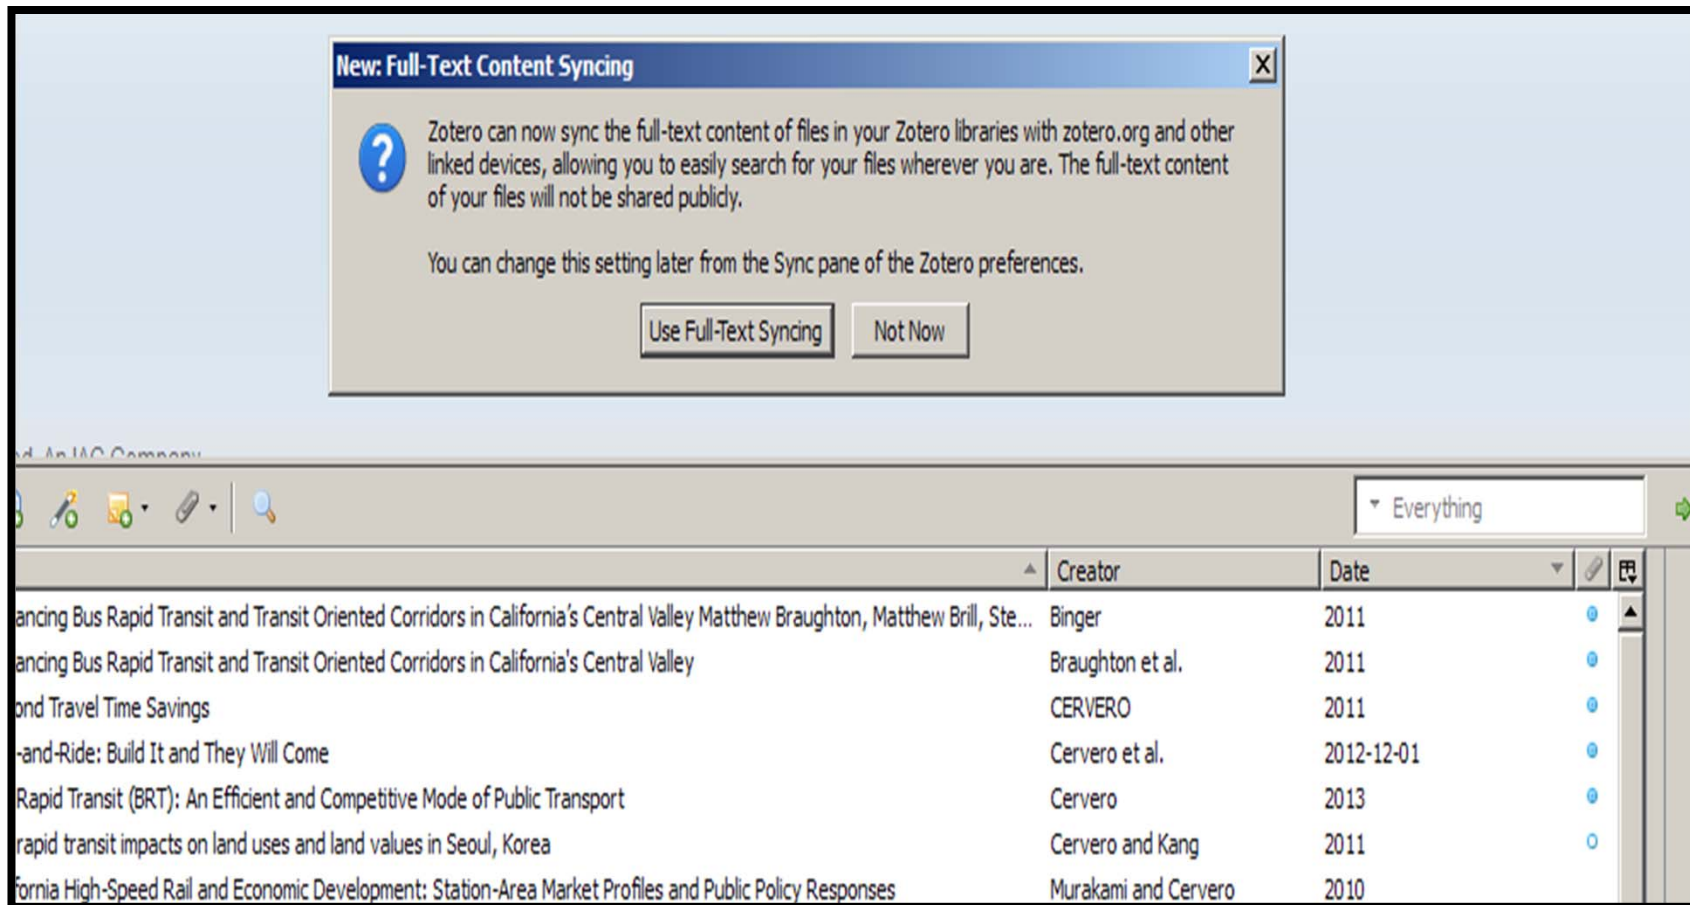 New: Full-Text Content Syncing
Zotero can now sync the full-text content of files in your Zotero libraries with zotero.org and other
linked devices, allowing you to easily search for your files wherever you are. The full-text content
of your files will not be shared publicly.
You can change this setting later from the Sync pane of the Zotero preferences.
Use Full-Text Syncing Not Now
An IAC Company
Everything
Creator Date
ancing Bus Rapid Transit and Transit Oriented Corridors in California’s Central Valley Matthew Braughton, Matthew Brill, Ste... Binger 2011
ancing Bus Rapid Transit and Transit Oriented Corridors in California's Central Valley Braughton et al. 2011
ond Travel Time Savings CERVERO 2011
-and-Ride: Build It and They Will Come Cervero et al. 2012-12-01
Rapid Transit (BRT): An Efficient and Competitive Mode of Public Transport Cervero 2013
rapid transit impacts on land uses and land values in Seoul, Korea Cervero and Kang 2011
fornia High-Speed Rail and Economic Development: Station-Area Market Profiles and Public Policy Responses Murakami and Cervero 2010